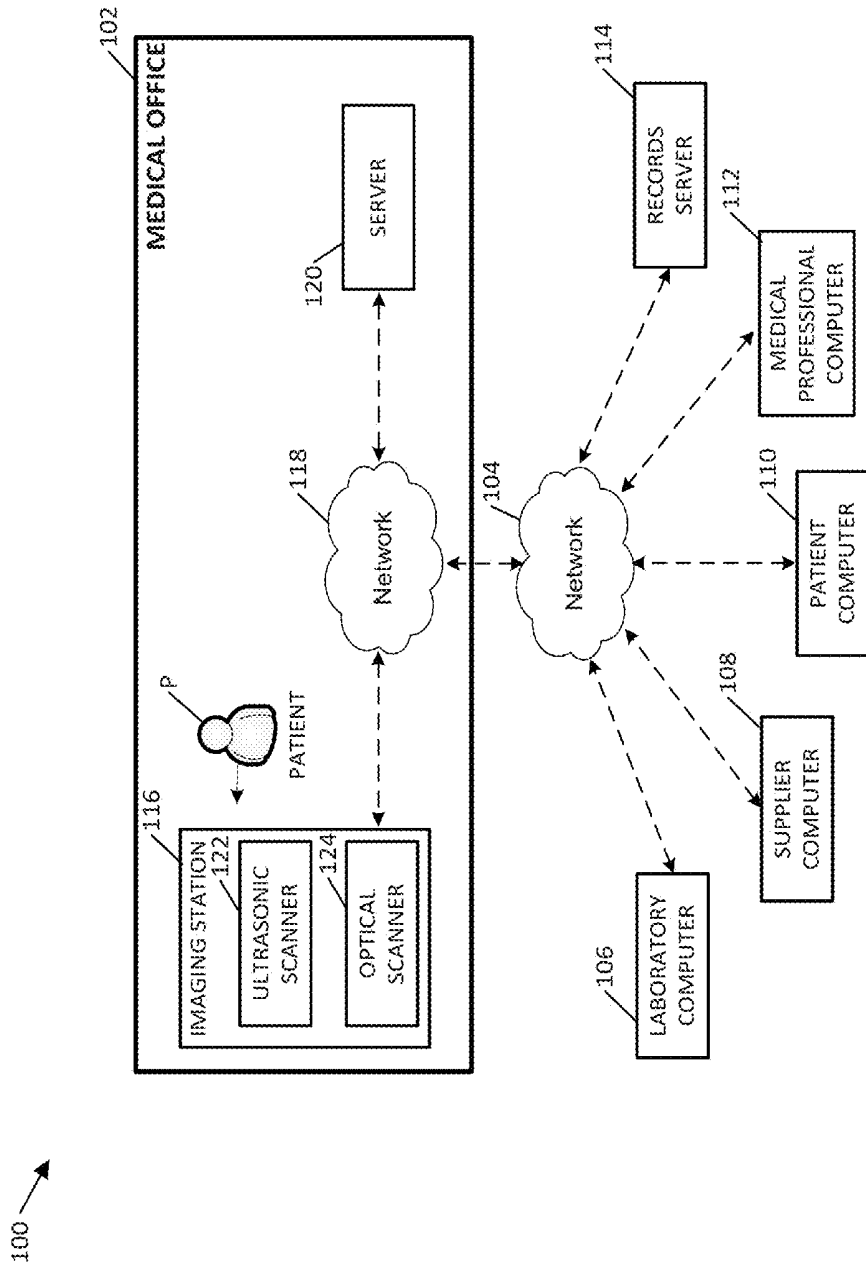 100
102
MEDICAL OFFICE
116
IMAGING STATION
122
ULTRASONIC
SCANNER
124
OPTICAL
SCANNER
P
PATIENT
118
Network
120
SERVER
104
Network
106
LABORATORY
COMPUTER
108
SUPPLIER
COMPUTER
110
PATIENT
COMPUTER
112
MEDICAL
PROFESSIONAL
COMPUTER
114
RECORDS
SERVER